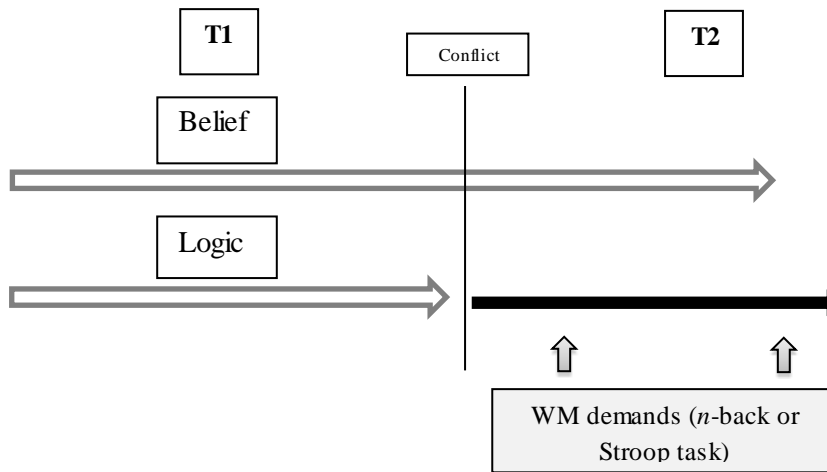 T1
Conflict
T2
Belief
Logic
WM demands (n-back or
Stroop task)